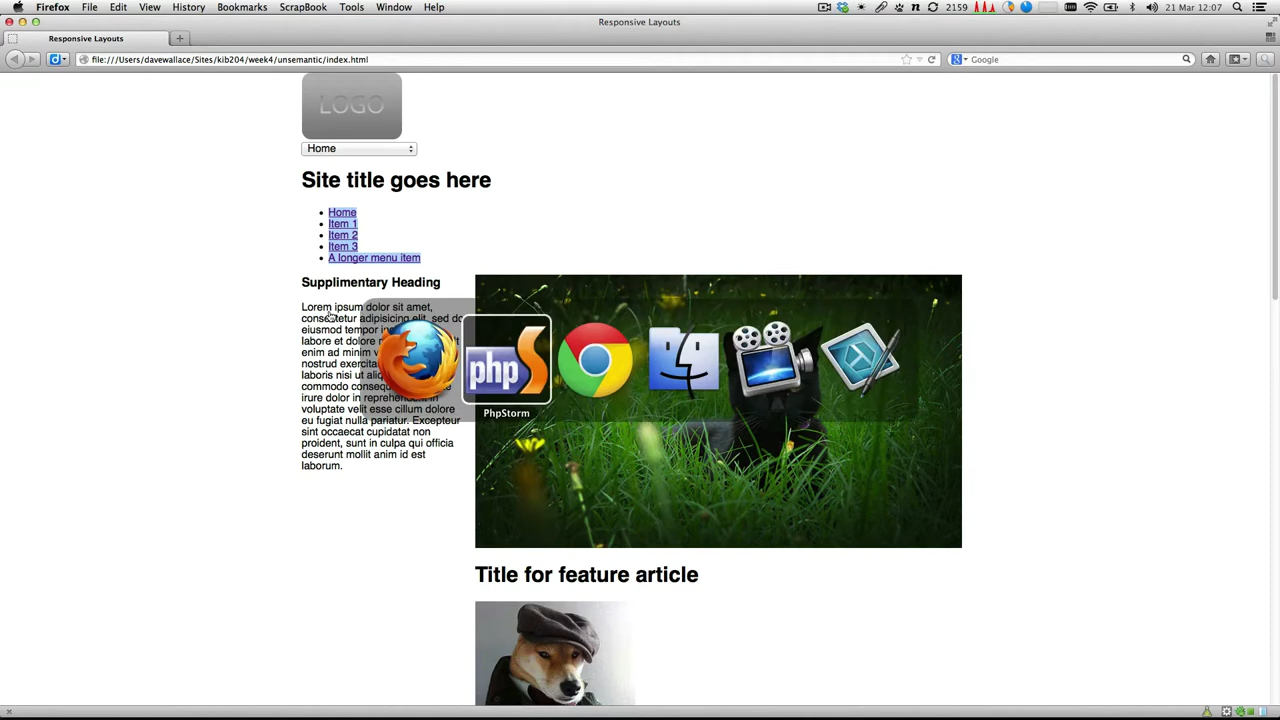 Firefox File Edit View History Bookmarks ScrapBook Tools Window Help 2159 21 Mar 12:07
Responsive Layouts
Responsive Layouts
file:///Users/davewallace/Sites/kib204/week4/unsemantic/index.html Google
LOGO
Home
Site title goes here
Home
Item 1
Item 2
Item 3
A longer menu item
Supplimentary Heading
Lorem ipsum dolor sit amet,
consectetur adipisicing elit, sed do
eiusmod tempor
labore et dolore
enim ad minim
nostrud
laboris nisi ut
commodo
irure dolor in
voluptate velit esse cillum dolore
eu fugiat nulla pariatur. Excepteur
sint occaecat cupidatat non
proident, sunt in culpa qui officia
deserunt mollit anim id est
laborum.
php S
PhpStorm
Title for feature article